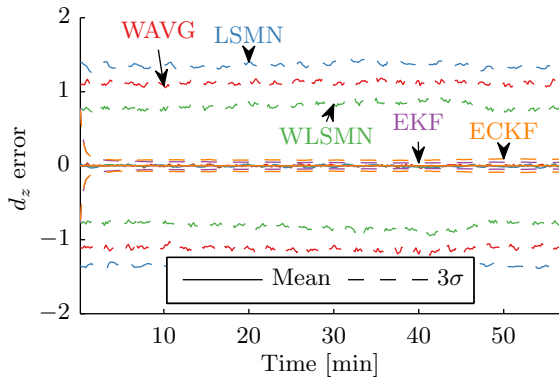 2
WAVG
LSMN
1
WLSMN
EKF
ECKF
0
d_z error
−1
Mean
3σ
−2
10
20
30
40
50
Time [min]